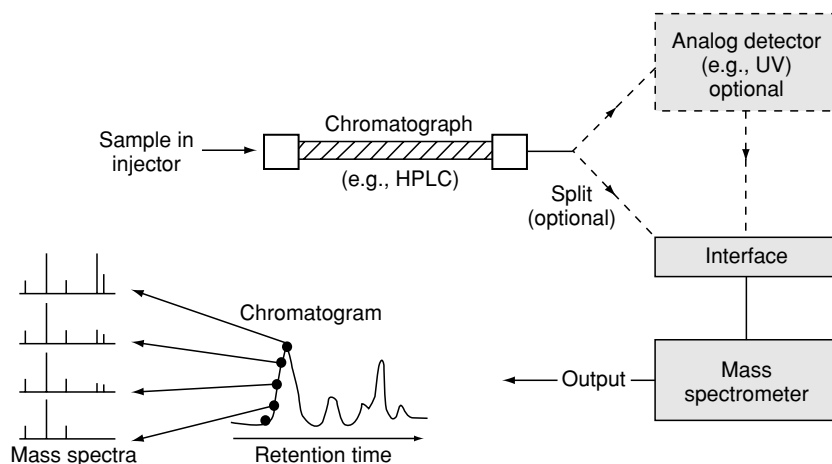 Analog detector
(e.g., UV)
optional
Chromatograph
Sample in
injector
(e.g., HPLC)
Split
(optional)
Interface
Chromatogram
Output
Mass
spectrometer
Mass spectra
Retention time